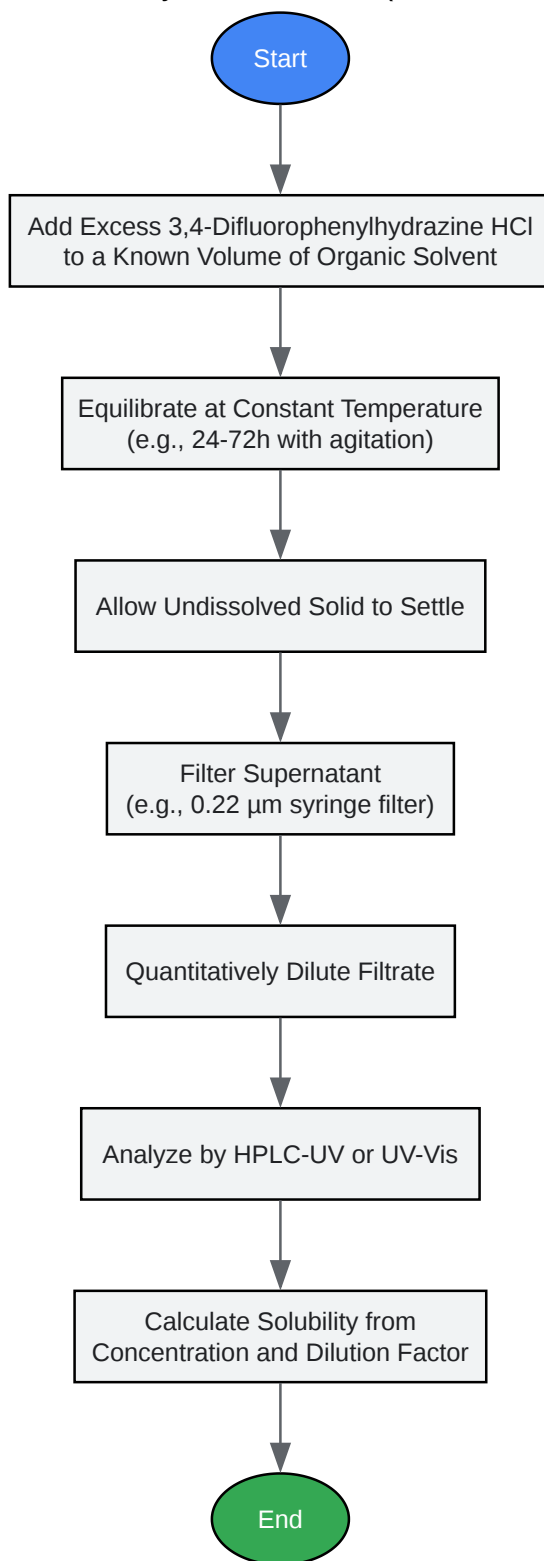 Start
Add Excess 3,4-Difluorophenylhydrazine HCl
to a Known Volume of Organic Solvent
Equilibrate at Constant Temperature
(e.g., 24-72h with agitation)
Allow Undissolved Solid to Settle
Filter Supernatant
(e.g., 0.22 µm syringe filter)
Quantitatively Dilute Filtrate
Analyze by HPLC-UV or UV-Vis
Calculate Solubility from
Concentration and Dilution Factor
End